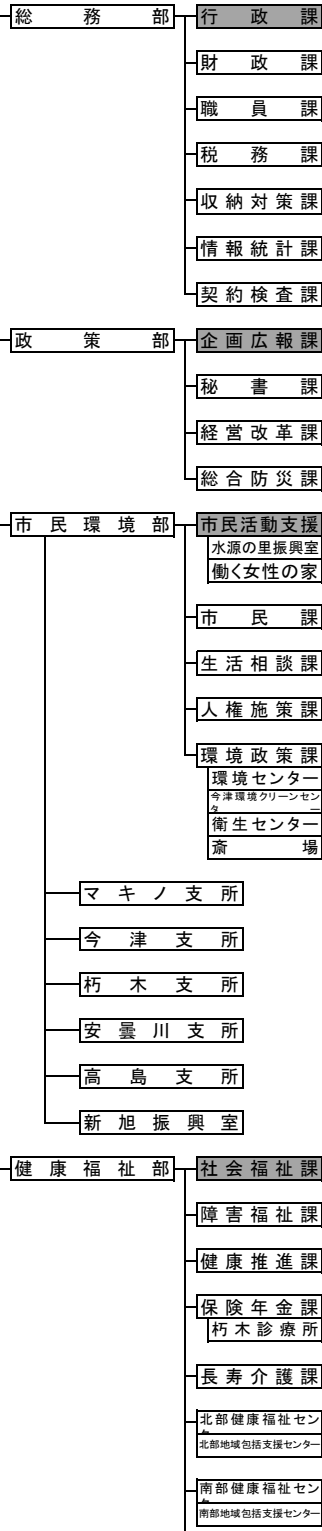 総務部
行政課
財政課
職員課
税務課
収納対策課
情報統計課
契約検査課
政策部
企画広報課
秘書課
経営改革課
総合防災課
市民環境部
市民活動支援
水源の里振興室
働く女性の家
市民課
生活相談課
人権施策課
環境政策課
環境センター
今津環境クリーンセン
ター
衛生センター
斎場
マキノ支所
今津支所
朽木支所
安曇川支所
高島支所
新旭振興室
健康福祉部
社会福祉課
障害福祉課
健康推進課
保険年金課
朽木診療所
長寿介護課
北部健康福祉セン
北部地域包括支援センター
南部健康福祉セン
南部地域包括支援センター